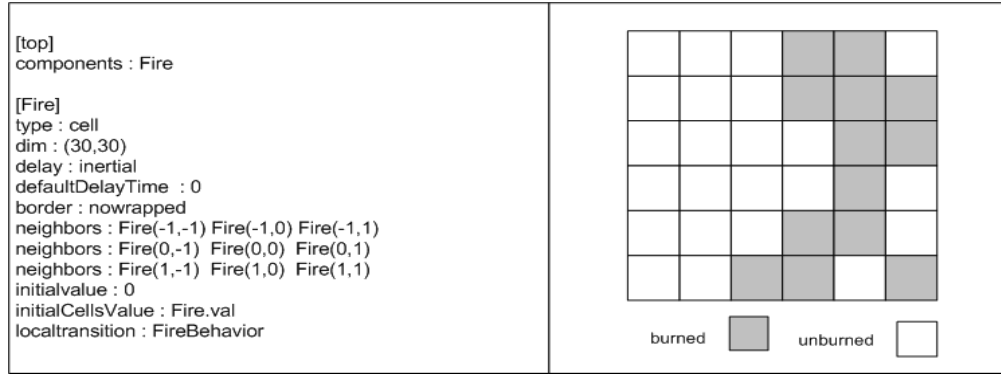 [top]
components : Fire
[Fire]
type : cell
dim : (30,30)
delay : inertial
defaultDelayTime : 0
border : nowrapped
neighbors : Fire(-1,-1) Fire(-1,0) Fire(-1,1)
neighbors : Fire(0,-1) Fire(0,0) Fire(0,1)
neighbors : Fire(1,-1) Fire(1,0) Fire(1,1)
initialvalue : 0
initialCellsValue : Fire.val
localtransition : FireBehavior
burned unburned